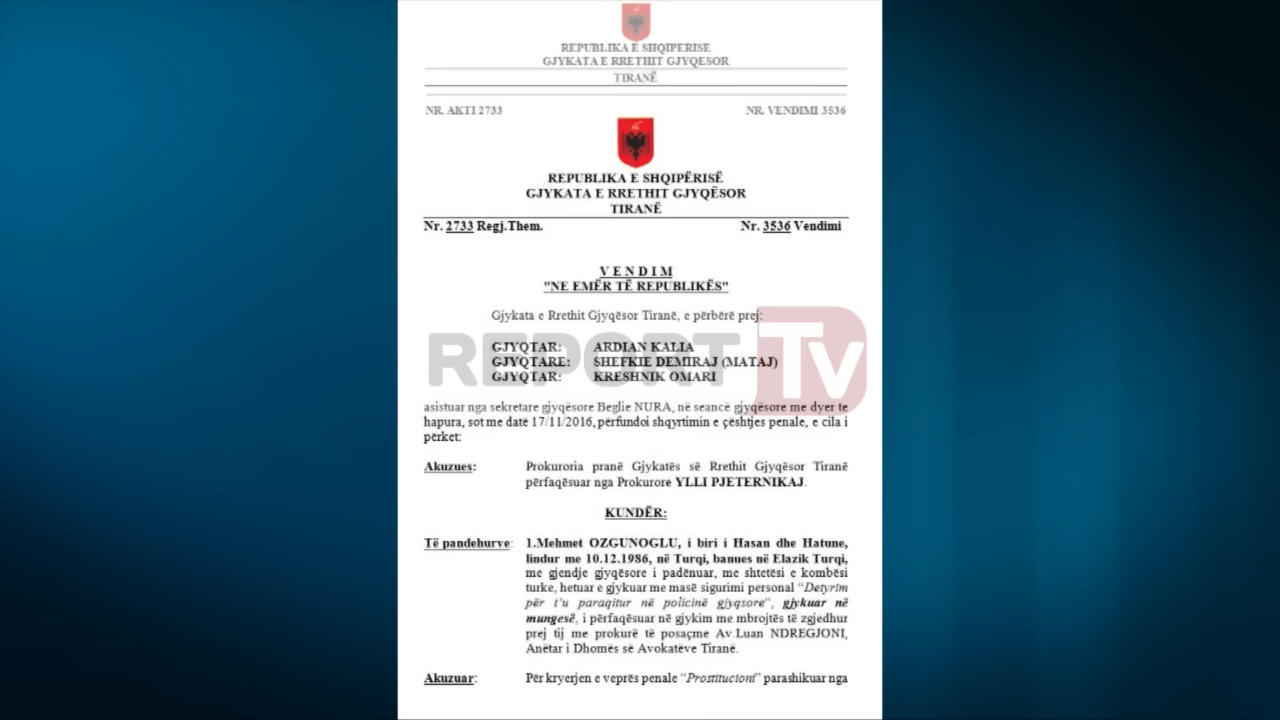 REPUBLIKA E SHQIPERISE
GJYKATA E RRETHIT GJYQESOR
TIRANË
NR. AKTI 2733 NR. VENDIMI 3536
REPUBLIKA E SHQIPËRISË
GJYKATA E RRETHIT GJYQËSOR
TIRANË
Nr. 2733 Regj.Them. Nr. 3536 Vendimi
V E N D I M
"NE EMËR TË REPUBLIKËS"
Gjykata e Rrethit Gjyqësor Tiranë, e përbërë prej:
REPORT Tv
GJYQTAR: ARDIAN KALIA
GJYQTARE: SHEFKIE DEMIRAJ (MATAJ)
GJYQTAR: KRESHNIK OMARI
asistuar nga sekretare gjyqësore Beglie NURA, në seancë gjyqësore me dyer te
hapura, sot me datë 17/11/2016, përfundoi shqyrtimin e çështjes penale, e cila i
përket:
Akuzues: Prokuroria pranë Gjykatës së Rrethit Gjyqësor Tiranë
përfaqësuar nga Prokurore YLLI PJETERNIKAJ.
KUNDËR:
Të pandehurve: 1.Mehmet OZGUNOGLU, i biri i Hasan dhe Hatune,
lindur me 10.12.1986, në Turqi, banues në Elazik Turqi,
me gjendje gjyqësore i padënuar, me shtetësi e kombësi
turke, hetuar e gjykuar me masë sigurimi personal “Detyrim
për t’u paraqitur në policinë gjyqsore“, gjykuar në
mungesë, i përfaqësuar në gjykim me mbrojtës të zgjedhur
prej tij me prokurë të posaçme Av.Luan NDREGJONI,
Anëtar i Dhomës së Avokatëve Tiranë.
Akuzuar: Për kryerjen e veprës penale “Prostitucioni” parashikuar nga